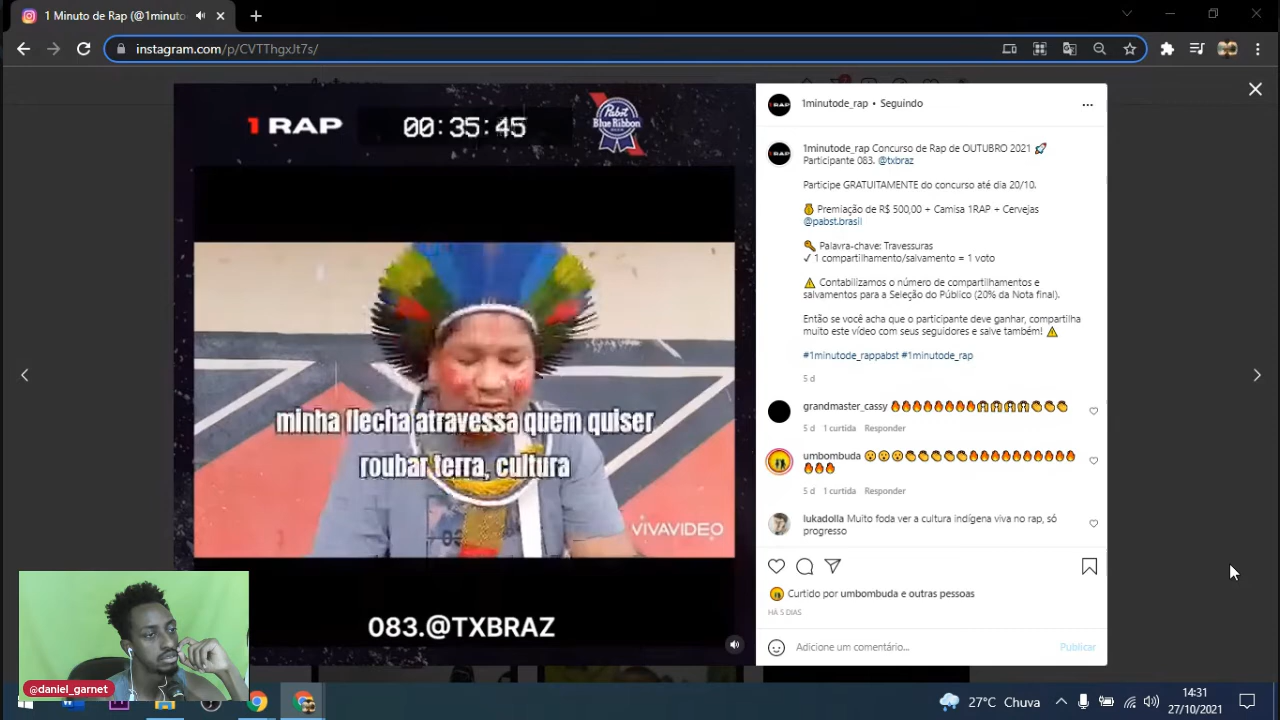 1 Minuto de Rap (@1minuto
instagram.com/p/CVTThgxJt7s/
1 RAP
00:35:45
Pabst
Blue Ribbon
minha flecha atravessa quem quiser
roubar terra, cultura
VIVAVIDEO
083.@TXBRAZ
@daniel_garnet
1minutode_rap • Seguindo
1minutode_rap Concurso de Rap de OUTUBRO 2021 🚀
Participante 083. @txbraz
Participe GRATUITAMENTE do concurso até dia 20/10.
🏅 Premiação de R$ 500,00 + Camisa 1RAP + Cervejas
@pabst.brasil
🔑 Palavra-chave: Travessuras
✓ 1 compartilhamento/salvamento = 1 voto
⚠️ Contabilizamos o número de compartilhamentos e
salvamentos para a Seleção do Público (20% da Nota final).
Então se você acha que o participante deve ganhar, compartilha
muito este vídeo com seus seguidores e salve também! ⚠️
#1minutode_rappabst #1minutode_rap
5 d
grandmaster_cassy
5 d 1 curtida Responder
umbombuda
5 d 1 curtida Responder
lukadolla Muito foda ver a cultura indígena viva no rap, só
progresso
Curtido por umbombuda e outras pessoas
HÁ 5 DIAS
Adicione um comentário...
Publicar
27°C Chuva
14:31
27/10/2021